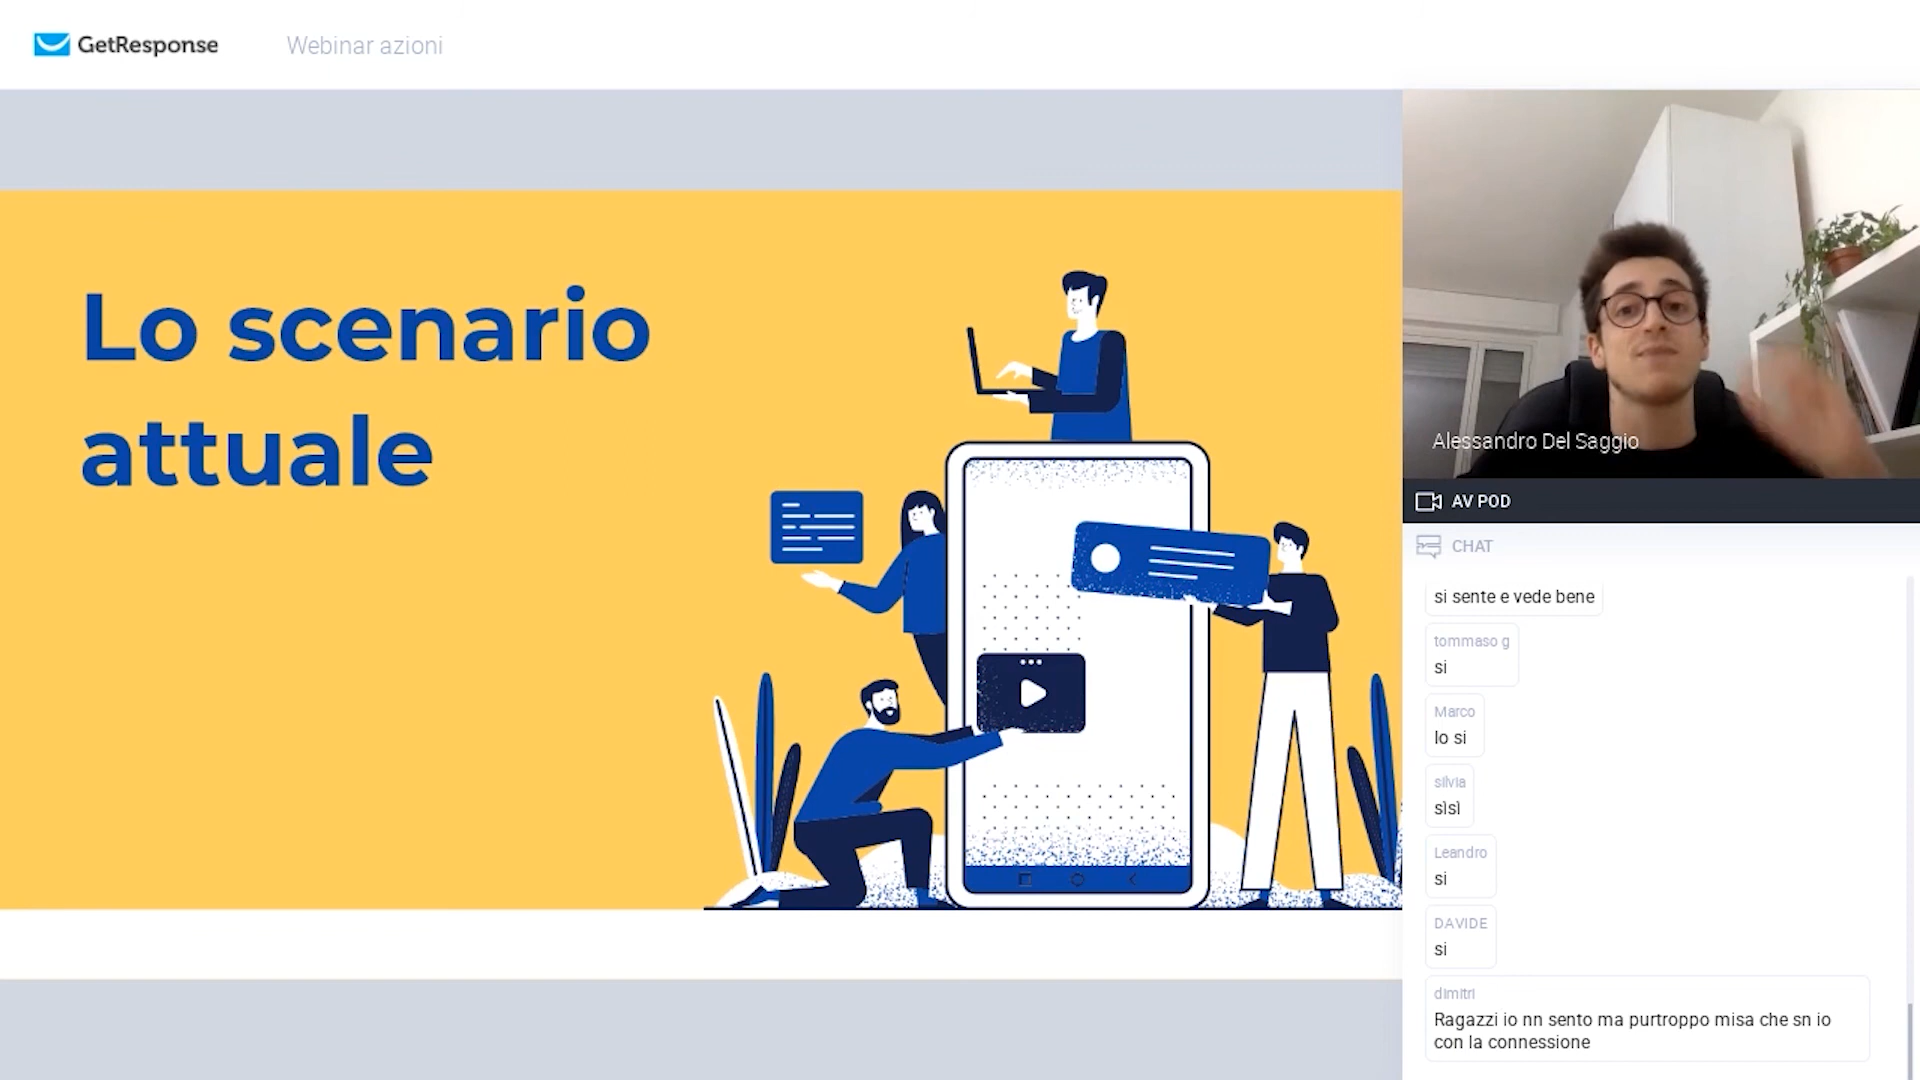 GetResponse
Webinar azioni
Lo scenario
attuale
Alessandro Del Saggio
AV POD
CHAT
si sente e vede bene
tommaso g
si
Marco
Io si
silvia
sìsì
Leandro
si
DAVIDE
si
dimitri
Ragazzi io nn sento ma purtroppo misa che sn io
con la connessione